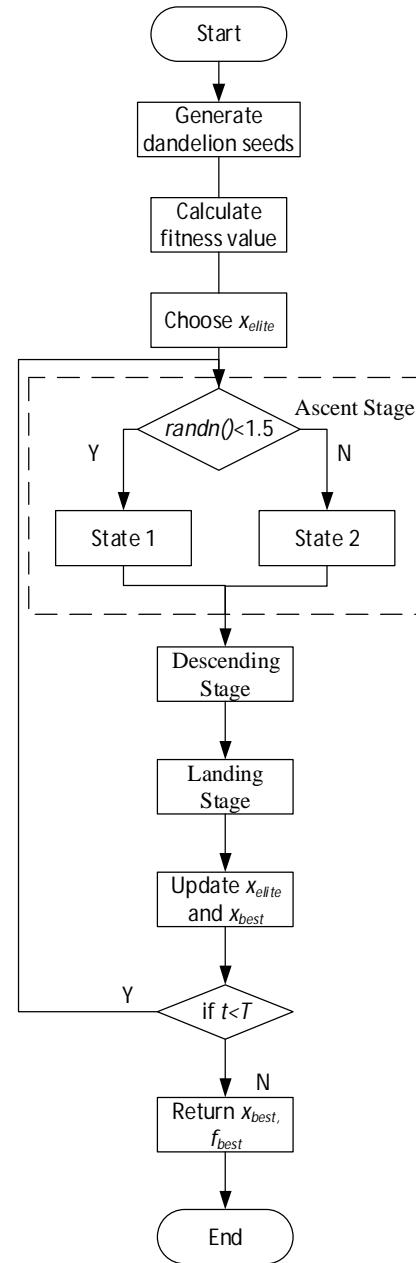 Start
Generate
dandelion seeds
Calculate
fitness value
Choose xelite
Ascent Stage
randn()<1.5
Y
N
State 1
State 2
Descending
Stage
Landing
Stage
Update xelite
and xbest
Y
if t<T
N
Return xbest,
fbest
End